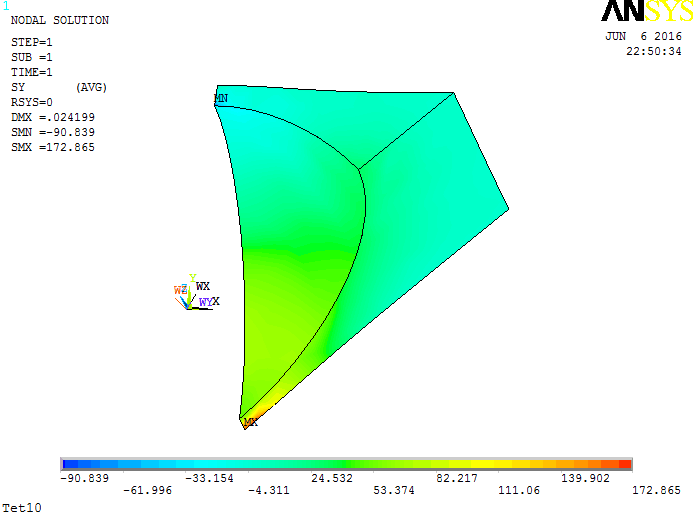 1
NODAL SOLUTION
ANSYS
STEP=1
SUB =1
TIME=1
SY (AVG)
RSYS=0
DMX =.024199
SMN =-90.839
SMX =172.865
JUN 6 2016
22:50:34
MN
Y
WZ WX
WY X
MX
-90.839 -33.154 24.532 82.217 139.902
-61.996 -4.311 53.374 111.06 172.865
Tet10